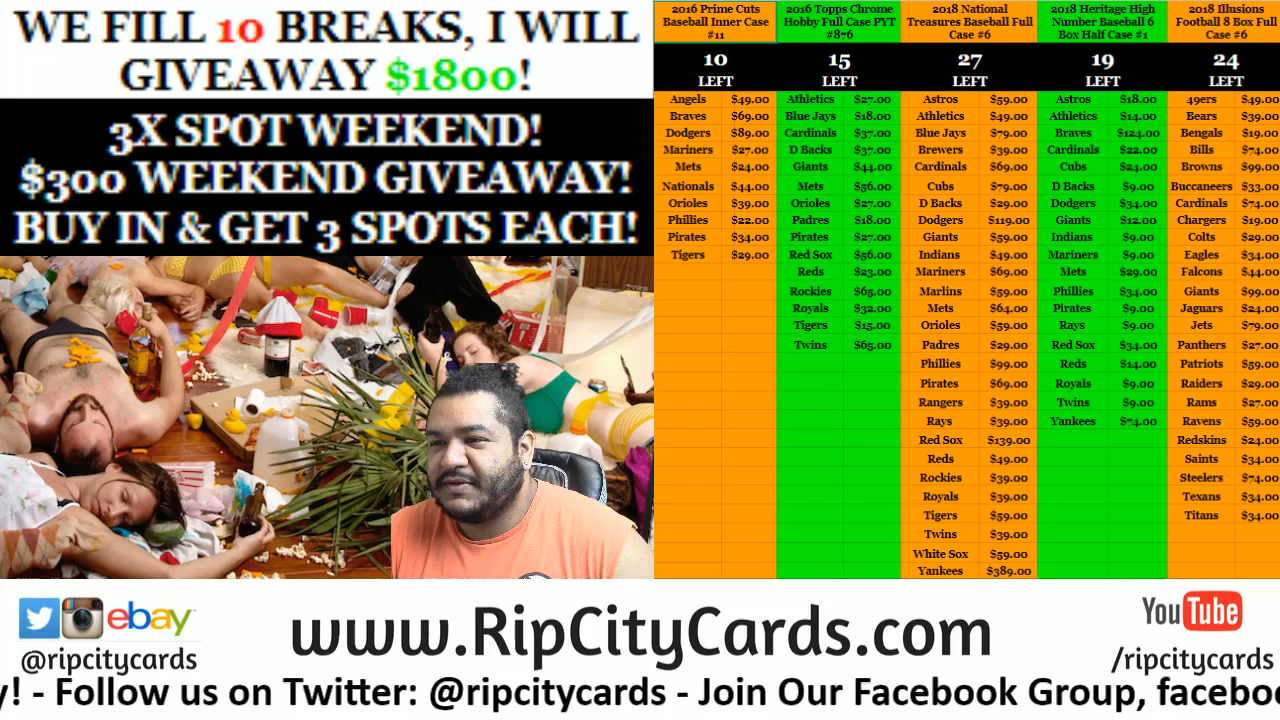 WE FILL 10 BREAKS, I WILL
GIVEAWAY $1800!
3X SPOT WEEKEND!
$300 WEEKEND GIVEAWAY!
BUY IN & GET 3 SPOTS EACH!
2016 Prime Cuts
Baseball Inner Case
#11
10
LEFT
Angels $49.00
Braves $69.00
Dodgers $89.00
Mariners $27.00
Mets $24.00
Nationals $44.00
Orioles $39.00
Phillies $22.00
Pirates $34.00
Tigers $29.00
2016 Topps Chrome
Hobby Full Case PYT
#876
15
LEFT
Athletics $27.00
Blue Jays $18.00
Cardinals $37.00
D Backs $37.00
Giants $44.00
Mets $56.00
Orioles $27.00
Padres $18.00
Pirates $27.00
Red Sox $56.00
Reds $23.00
Rockies $65.00
Royals $32.00
Tigers $15.00
Twins $65.00
2018 National
Treasures Baseball Full
Case #6
27
LEFT
Astros $59.00
Athletics $49.00
Blue Jays $79.00
Brewers $39.00
Cardinals $69.00
Cubs $79.00
D Backs $29.00
Dodgers $119.00
Giants $59.00
Indians $49.00
Mariners $69.00
Marlins $59.00
Mets $64.00
Orioles $59.00
Padres $29.00
Phillies $99.00
Pirates $69.00
Rangers $39.00
Rays $39.00
Red Sox $139.00
Reds $49.00
Rockies $39.00
Royals $39.00
Tigers $59.00
Twins $39.00
White Sox $59.00
Yankees $389.00
2018 Heritage High
Number Baseball 6
Box Half Case #1
19
LEFT
Astros $18.00
Athletics $14.00
Braves $124.00
Cardinals $22.00
Cubs $24.00
D Backs $9.00
Dodgers $34.00
Giants $12.00
Indians $9.00
Mariners $9.00
Mets $29.00
Phillies $34.00
Pirates $9.00
Rays $9.00
Red Sox $34.00
Reds $14.00
Royals $9.00
Twins $9.00
Yankees $74.00
2018 Illusions
Football 8 Box Full
Case #6
24
LEFT
49ers $49.00
Bears $39.00
Bengals $19.00
Bills $74.00
Browns $99.00
Buccaneers $33.00
Cardinals $74.00
Chargers $19.00
Colts $29.00
Eagles $34.00
Falcons $44.00
Giants $99.00
Jaguars $24.00
Jets $79.00
Panthers $27.00
Patriots $59.00
Raiders $29.00
Rams $27.00
Ravens $59.00
Redskins $24.00
Saints $34.00
Steelers $74.00
Texans $34.00
Titans $34.00
ebay
@ripcitycards
www.RipCityCards.com
YouTube
/ripcitycards
y! - Follow us on Twitter: @ripcitycards - Join Our Facebook Group, facebo